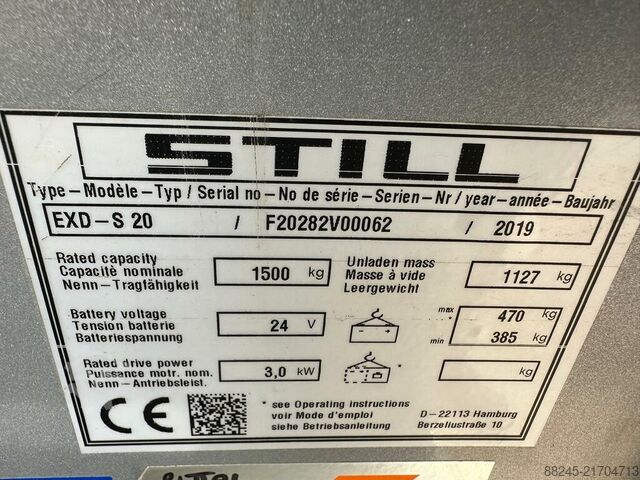 STILL
Type-Modèle-Typ / Serial no-No de série-Serien-Nr / year-année-Baujahr
EXD-S 20 / F20282V00062 / 2019
Rated capacity
Capacité nominale
Nenn-Tragfähigkeit
1500 kg
Unladen mass
Masse à vide
Leergewicht
1127 kg
Battery voltage
Tension batterie
Batteriespannung
24 V
max 470 kg
* min 385 kg
Rated drive power
Puissance motr. nom.
Nenn-Antriebsleist.
3,0 kW
* kg
CE
* see Operating instructions
voir Mode d'emploi
siehe Betriebsanleitung
D-22113 Hamburg
Berzeliustraße 10
88245-21704713